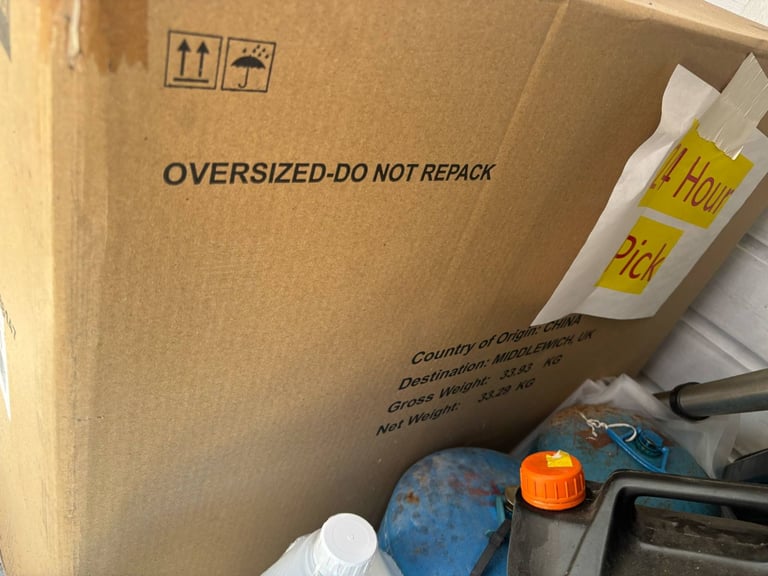 OVERSIZED-DO NOT REPACK
24 Hour
Pick
Country of Origin: CHINA
Destination: MIDDLEWICH, UK
Gross Weight: 33.93 KG
Net Weight: 33.29 KG